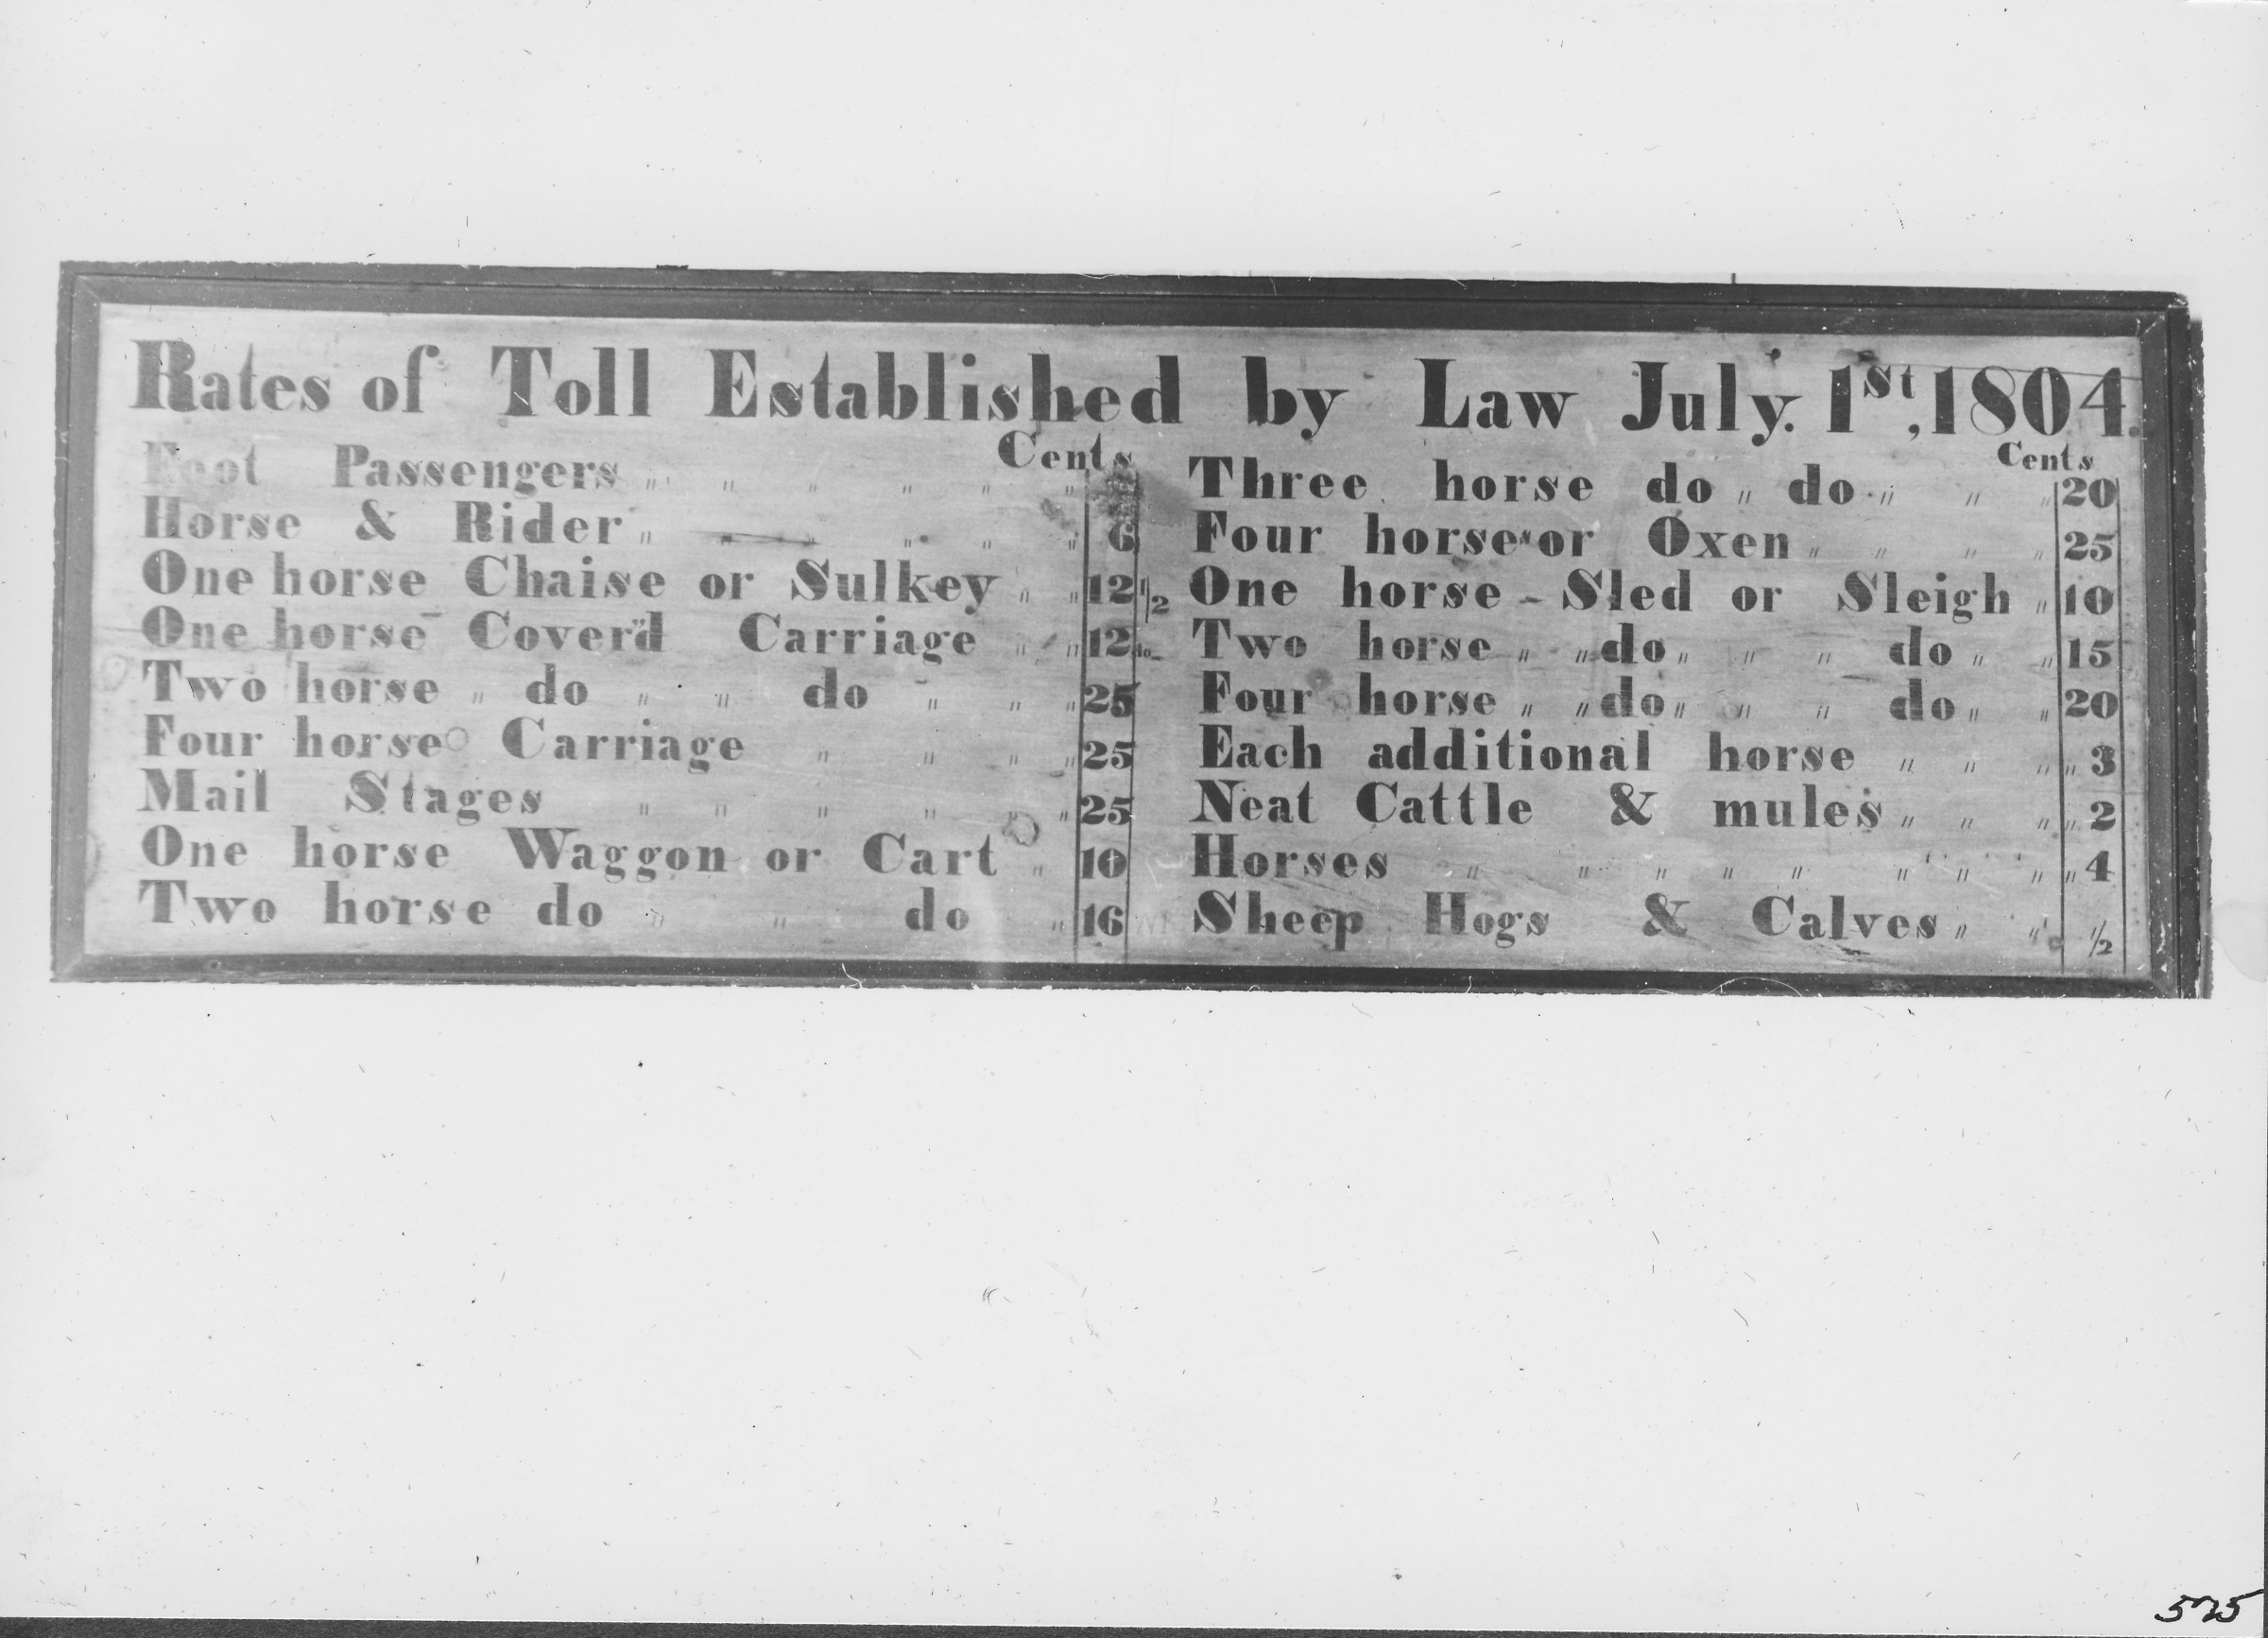 Rates of Toll Established by Law July. 1st, 1804.
Cents
Foot Passengers " " " " " "
Horse & Rider " " " " 6
One horse Chaise or Sulkey " " 12 1/2
One horse Cover'd Carriage " " 12 do
Two horse " do " " do " " " 25
Four horse Carriage " " " " 25
Mail Stages " " " " " 25
One horse Waggon or Cart " 10
Two horse do " " do " 16
Cents
Three horse do " do " " " 20
Four horse or Oxen " " " " 25
One horse - Sled or Sleigh " 10
Two horse " " do " " " do " " 15
Four horse " " do " " " do " " 20
Each additional horse " " " " 3
Neat Cattle & mules " " " " 2
Horses " " " " " " " " " 4
Sheep Hogs & Calves " " 1/2
525